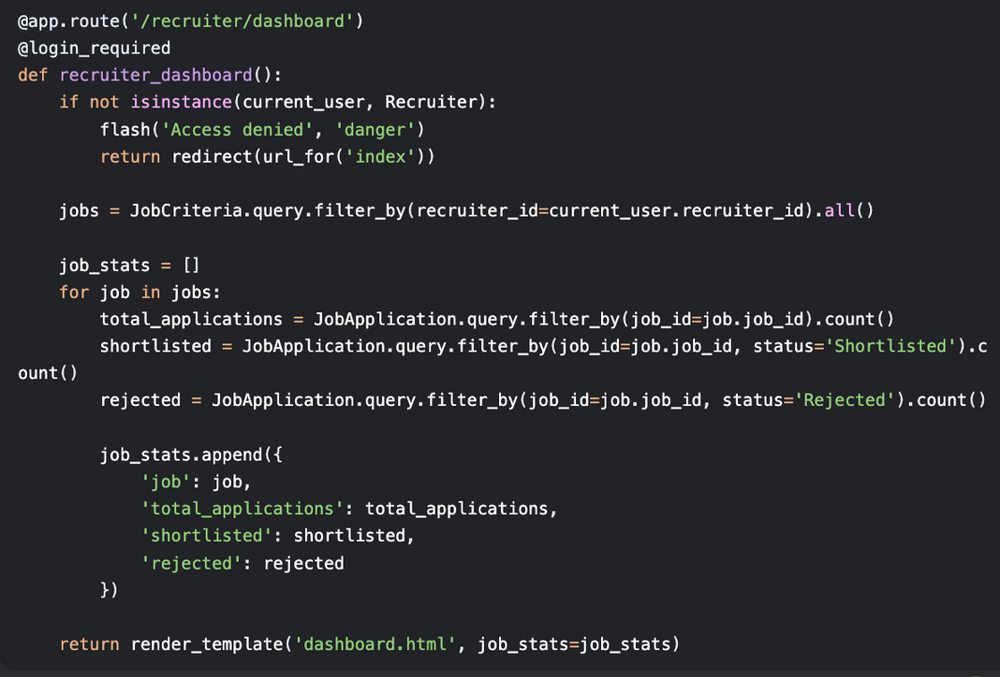 @app.route('/recruiter/dashboard')
@login_required
def recruiter_dashboard():
    if not isinstance(current_user, Recruiter):
        flash('Access denied', 'danger')
        return redirect(url_for('index'))

    jobs = JobCriteria.query.filter_by(recruiter_id=current_user.recruiter_id).all()

    job_stats = []
    for job in jobs:
        total_applications = JobApplication.query.filter_by(job_id=job.job_id).count()
        shortlisted = JobApplication.query.filter_by(job_id=job.job_id, status='Shortlisted').c
ount()
        rejected = JobApplication.query.filter_by(job_id=job.job_id, status='Rejected').count()

        job_stats.append({
            'job': job,
            'total_applications': total_applications,
            'shortlisted': shortlisted,
            'rejected': rejected
        })

    return render_template('dashboard.html', job_stats=job_stats)